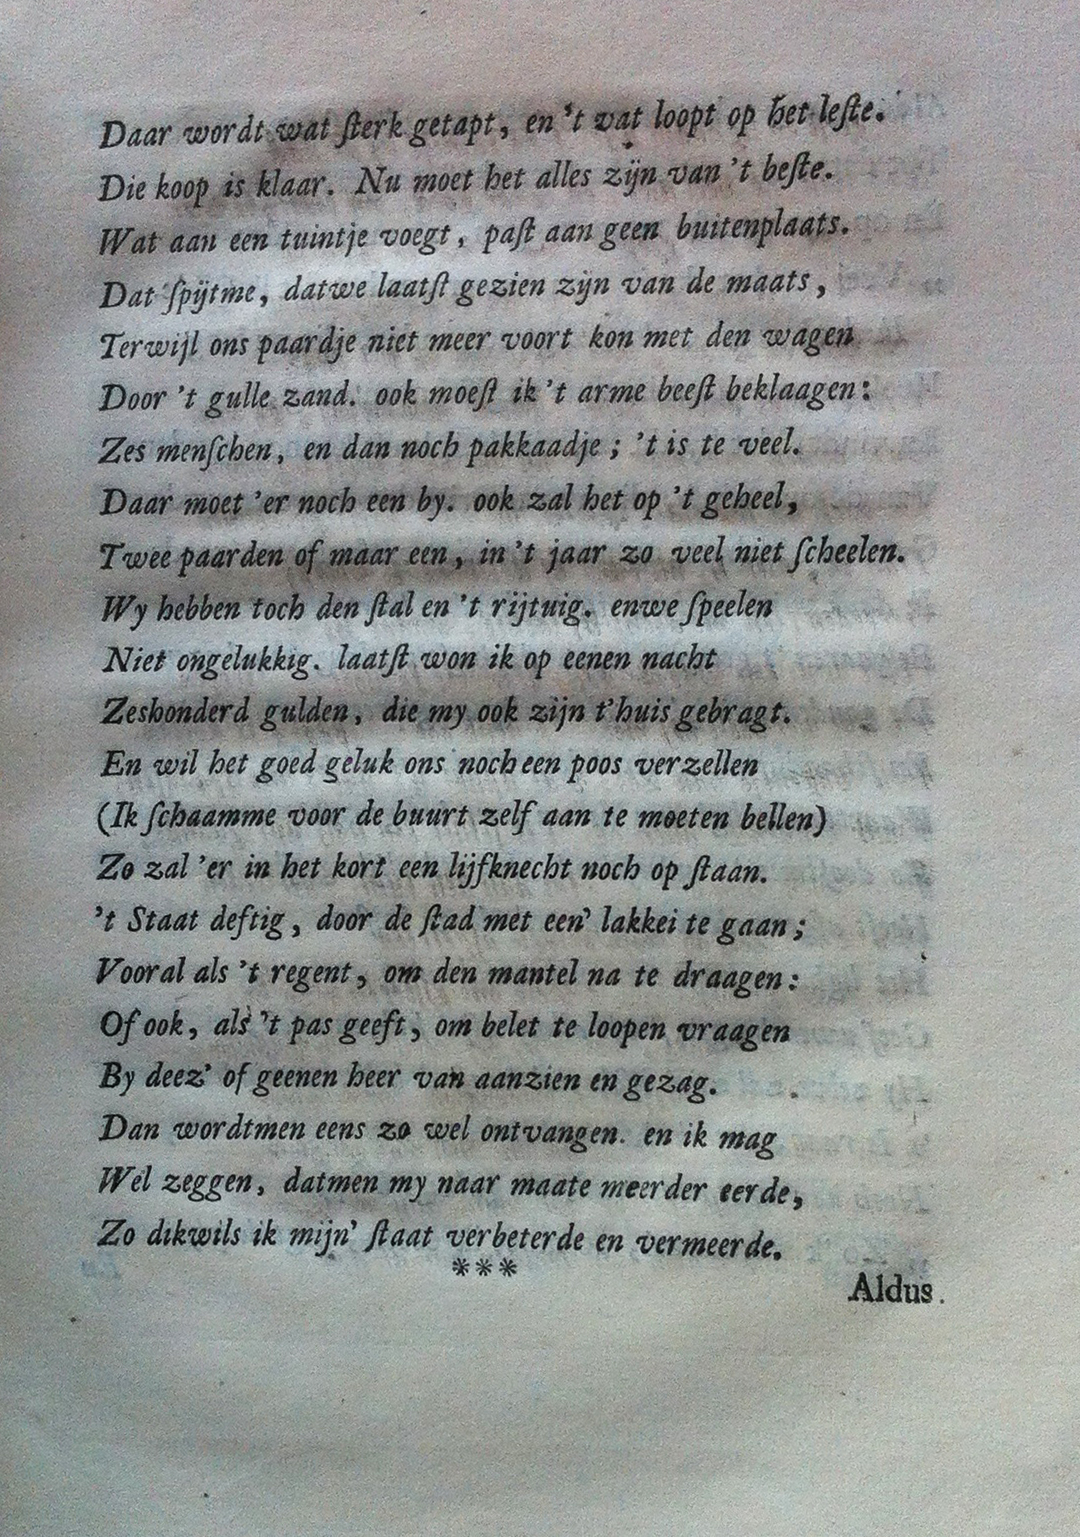 Daar wordt wat ſterk getapt, en 't vat loopt op het leſte.
Die koop is klaar. Nu moet het alles zijn van 't beſte.
Wat aan een tuintje voegt, paſt aan geen buitenplaats.
Dat ſpijtme, datwe laatſt gezien zijn van de maats,
Terwijl ons paardje niet meer voort kon met den wagen
Door 't gulle zand. ook moeſt ik 't arme beeſt beklaagen:
Zes menſchen, en dan noch pakkaadje; 't is te veel.
Daar moet 'er noch een by. ook zal het op 't geheel,
Twee paarden of maar een, in 't jaar zo veel niet ſcheelen.
Wy hebben toch den ſtal en 't rijtuig. enwe ſpeelen
Niet ongelukkig. laatſt won ik op eenen nacht
Zeshonderd gulden, die my ook zijn t'huis gebragt.
En wil het goed geluk ons noch een poos verzellen
(Ik ſchaamme voor de buurt zelf aan te moeten bellen)
Zo zal 'er in het kort een lijfknecht noch op ſtaan.
't Staat deftig, door de ſtad met een' lakkei te gaan;
Vooral als 't regent, om den mantel na te draagen:
Of ook, als 't pas geeft, om belet te loopen vraagen
By deez' of geenen heer van aanzien en gezag.
Dan wordtmen eens zo wel ontvangen. en ik mag
Wel zeggen, datmen my naar maate meerder eerde,
Zo dikwils ik mijn' ſtaat verbeterde en vermeerde.
***
Aldus.